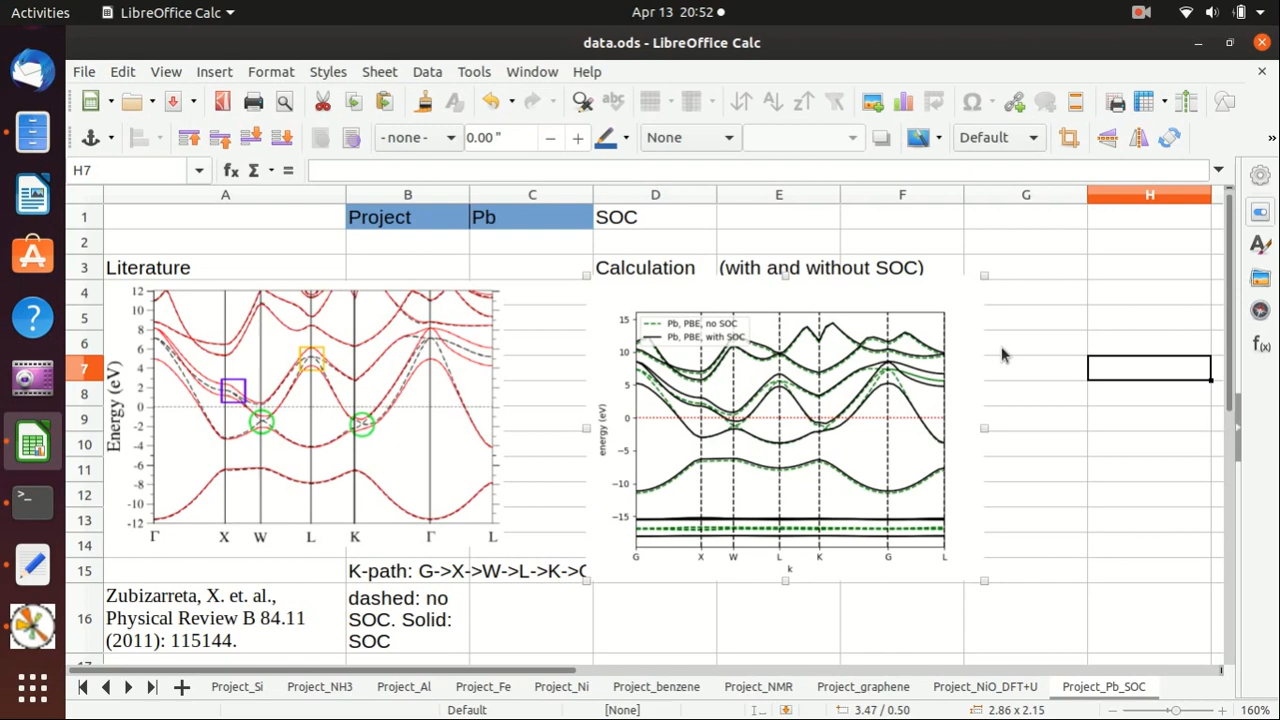 Activities LibreOffice Calc Apr 13 20:52
data.ods - LibreOffice Calc
File Edit View Insert Format Styles Sheet Data Tools Window Help
-none- 0.00 " None Default
H7
A B C D E F G H
1 Project Pb SOC
2
3 Literature Calculation (with and without SOC)
4
5
6
7
8
9
10
11
12
13
14
12
10
8
6
4
2
0
-2
-4
-6
-8
-10
-12
Energy (eV)
Γ X W L K Γ L
Pb, PBE, no SOC
Pb, PBE, with SOC
15
10
5
0
−5
−10
−15
energy (eV)
G X W L K G L
k
15 K-path: G->X->W->L->K->
16
Zubizarreta, X. et. al.,
Physical Review B 84.11
(2011): 115144.
dashed: no
SOC. Solid:
SOC
Project_Si Project_NH3 Project_Al Project_Fe Project_Ni Project_benzene Project_NMR Project_graphene Project_NiO_DFT+U Project_Pb_SOC
Default [None] 3.47 / 0.50 2.86 x 2.15 160%